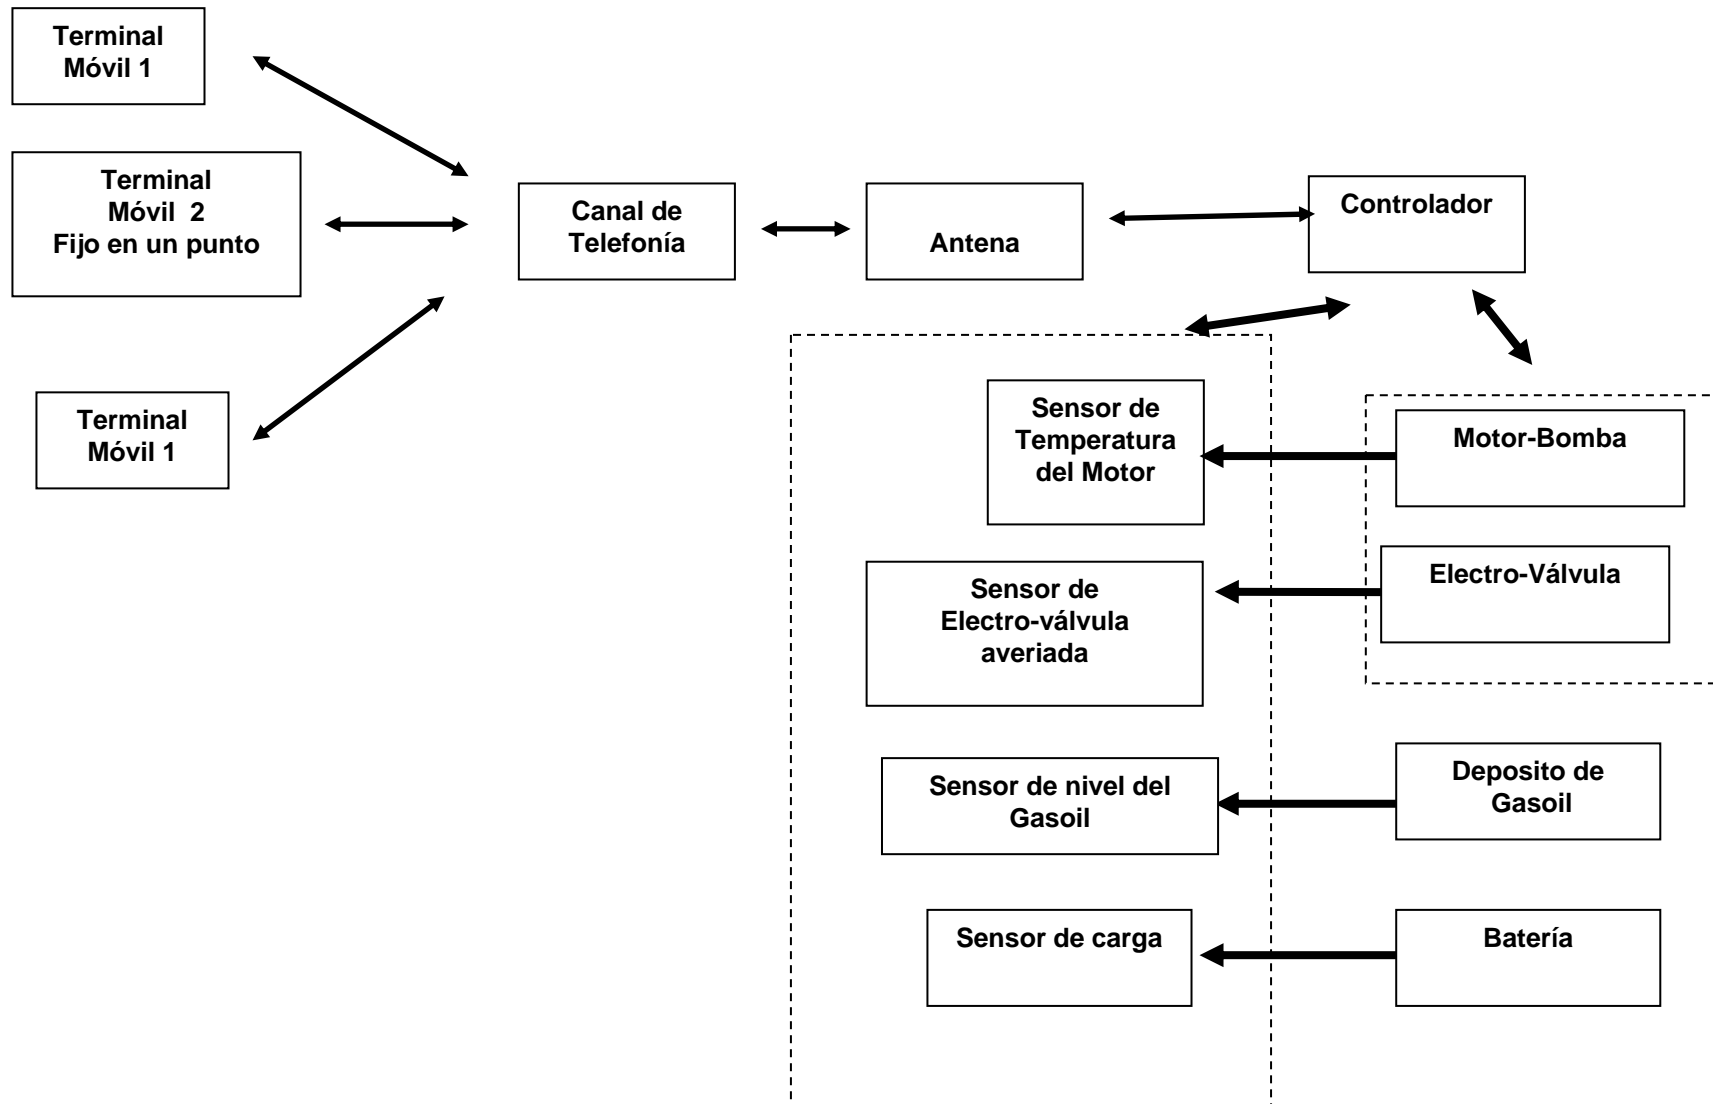 Terminal
Móvil 1
Terminal
Móvil 2
Fijo en un punto
Terminal
Móvil 1
Canal de
Telefonía
Antena
Controlador
Sensor de
Temperatura
del Motor
Motor-Bomba
Sensor de
Electro-válvula
averiada
Electro-Válvula
Sensor de nivel del
Gasoil
Deposito de
Gasoil
Sensor de carga
Batería